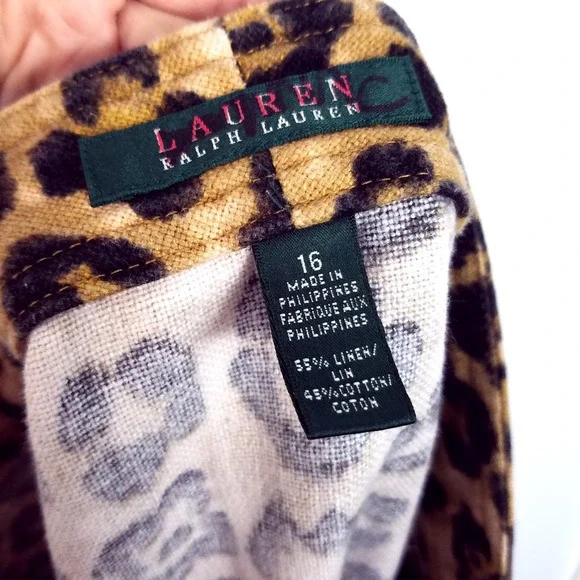 LAUREN
RALPH LAUREN
16
MADE IN
PHILIPPINES
FABRIQUE AUX
PHILIPPINES
55% LINEN/
LIN
45%COTTON/
COTON